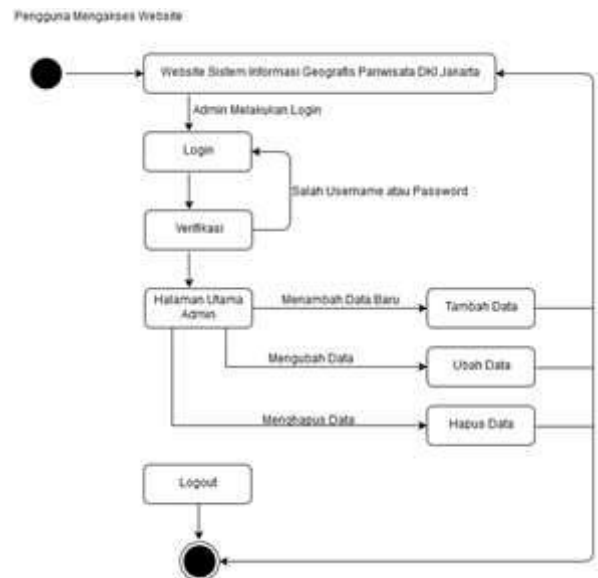 Pengguna Mengakses Website
Website Sistem Informasi Geografis Pariwisata DKI Jakarta
Admin Melakukan Login
Login
Salah Username atau Password
Verifikasi
Halaman Utama
Admin
Menambah Data Baru
Tambah Data
Mengubah Data
Ubah Data
Menghapus Data
Hapus Data
Logout